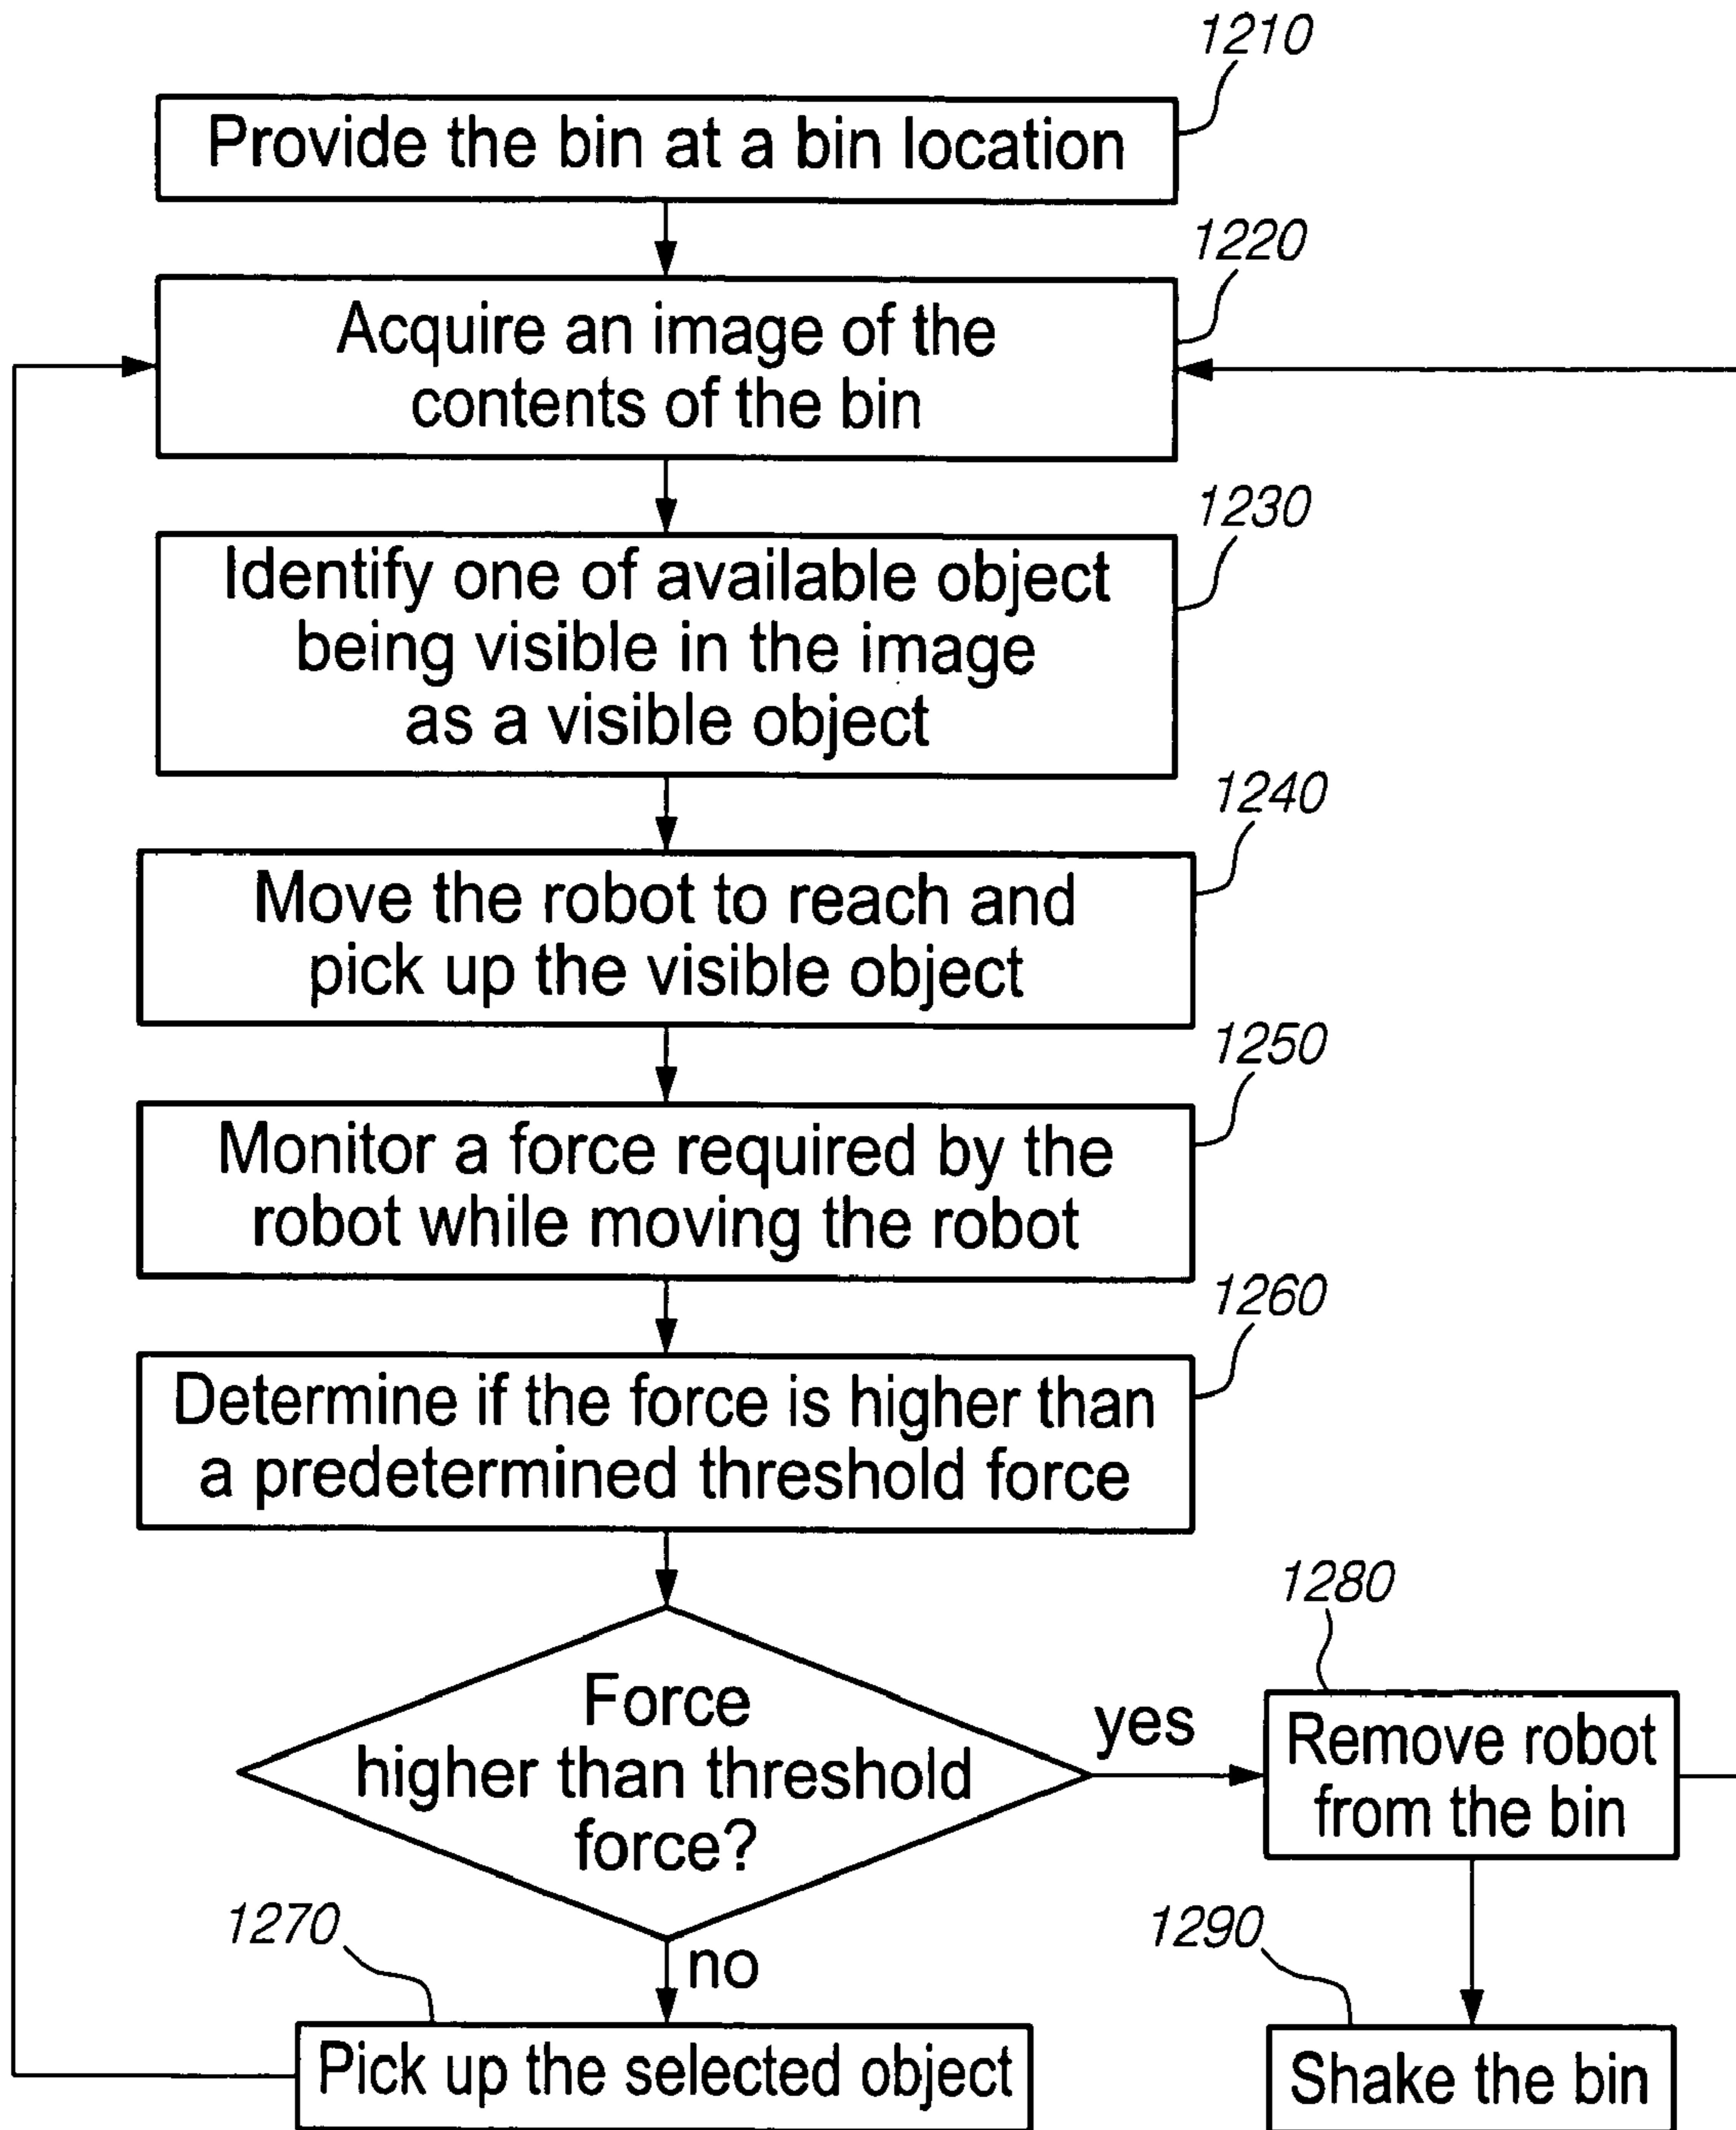 1210
Provide the bin at a bin location
1220
Acquire an image of the
contents of the bin
1230
Identify one of available object
being visible in the image
as a visible object
1240
Move the robot to reach and
pick up the visible object
1250
Monitor a force required by the
robot while moving the robot
1260
Determine if the force is higher than
a predetermined threshold force
Force
higher than threshold
force?
yes
1280
Remove robot
from the bin
no
1270
Pick up the selected object
1290
Shake the bin